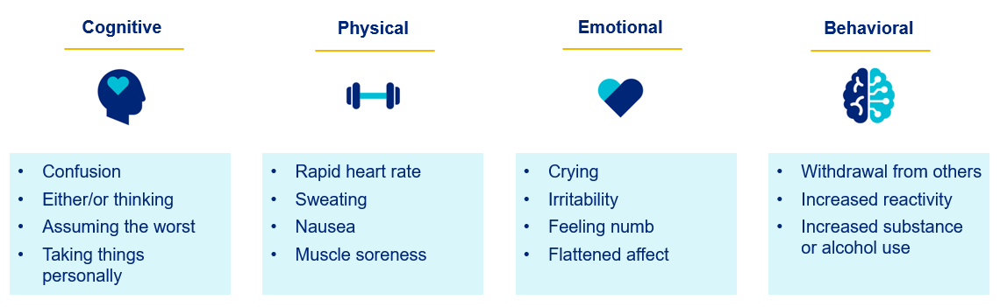 Cognitive
• Confusion
• Either/or thinking
• Assuming the worst
• Taking things
personally
Physical
• Rapid heart rate
• Sweating
• Nausea
• Muscle soreness
Emotional
• Crying
• Irritability
• Feeling numb
• Flattened affect
Behavioral
• Withdrawal from others
• Increased reactivity
• Increased substance
or alcohol use